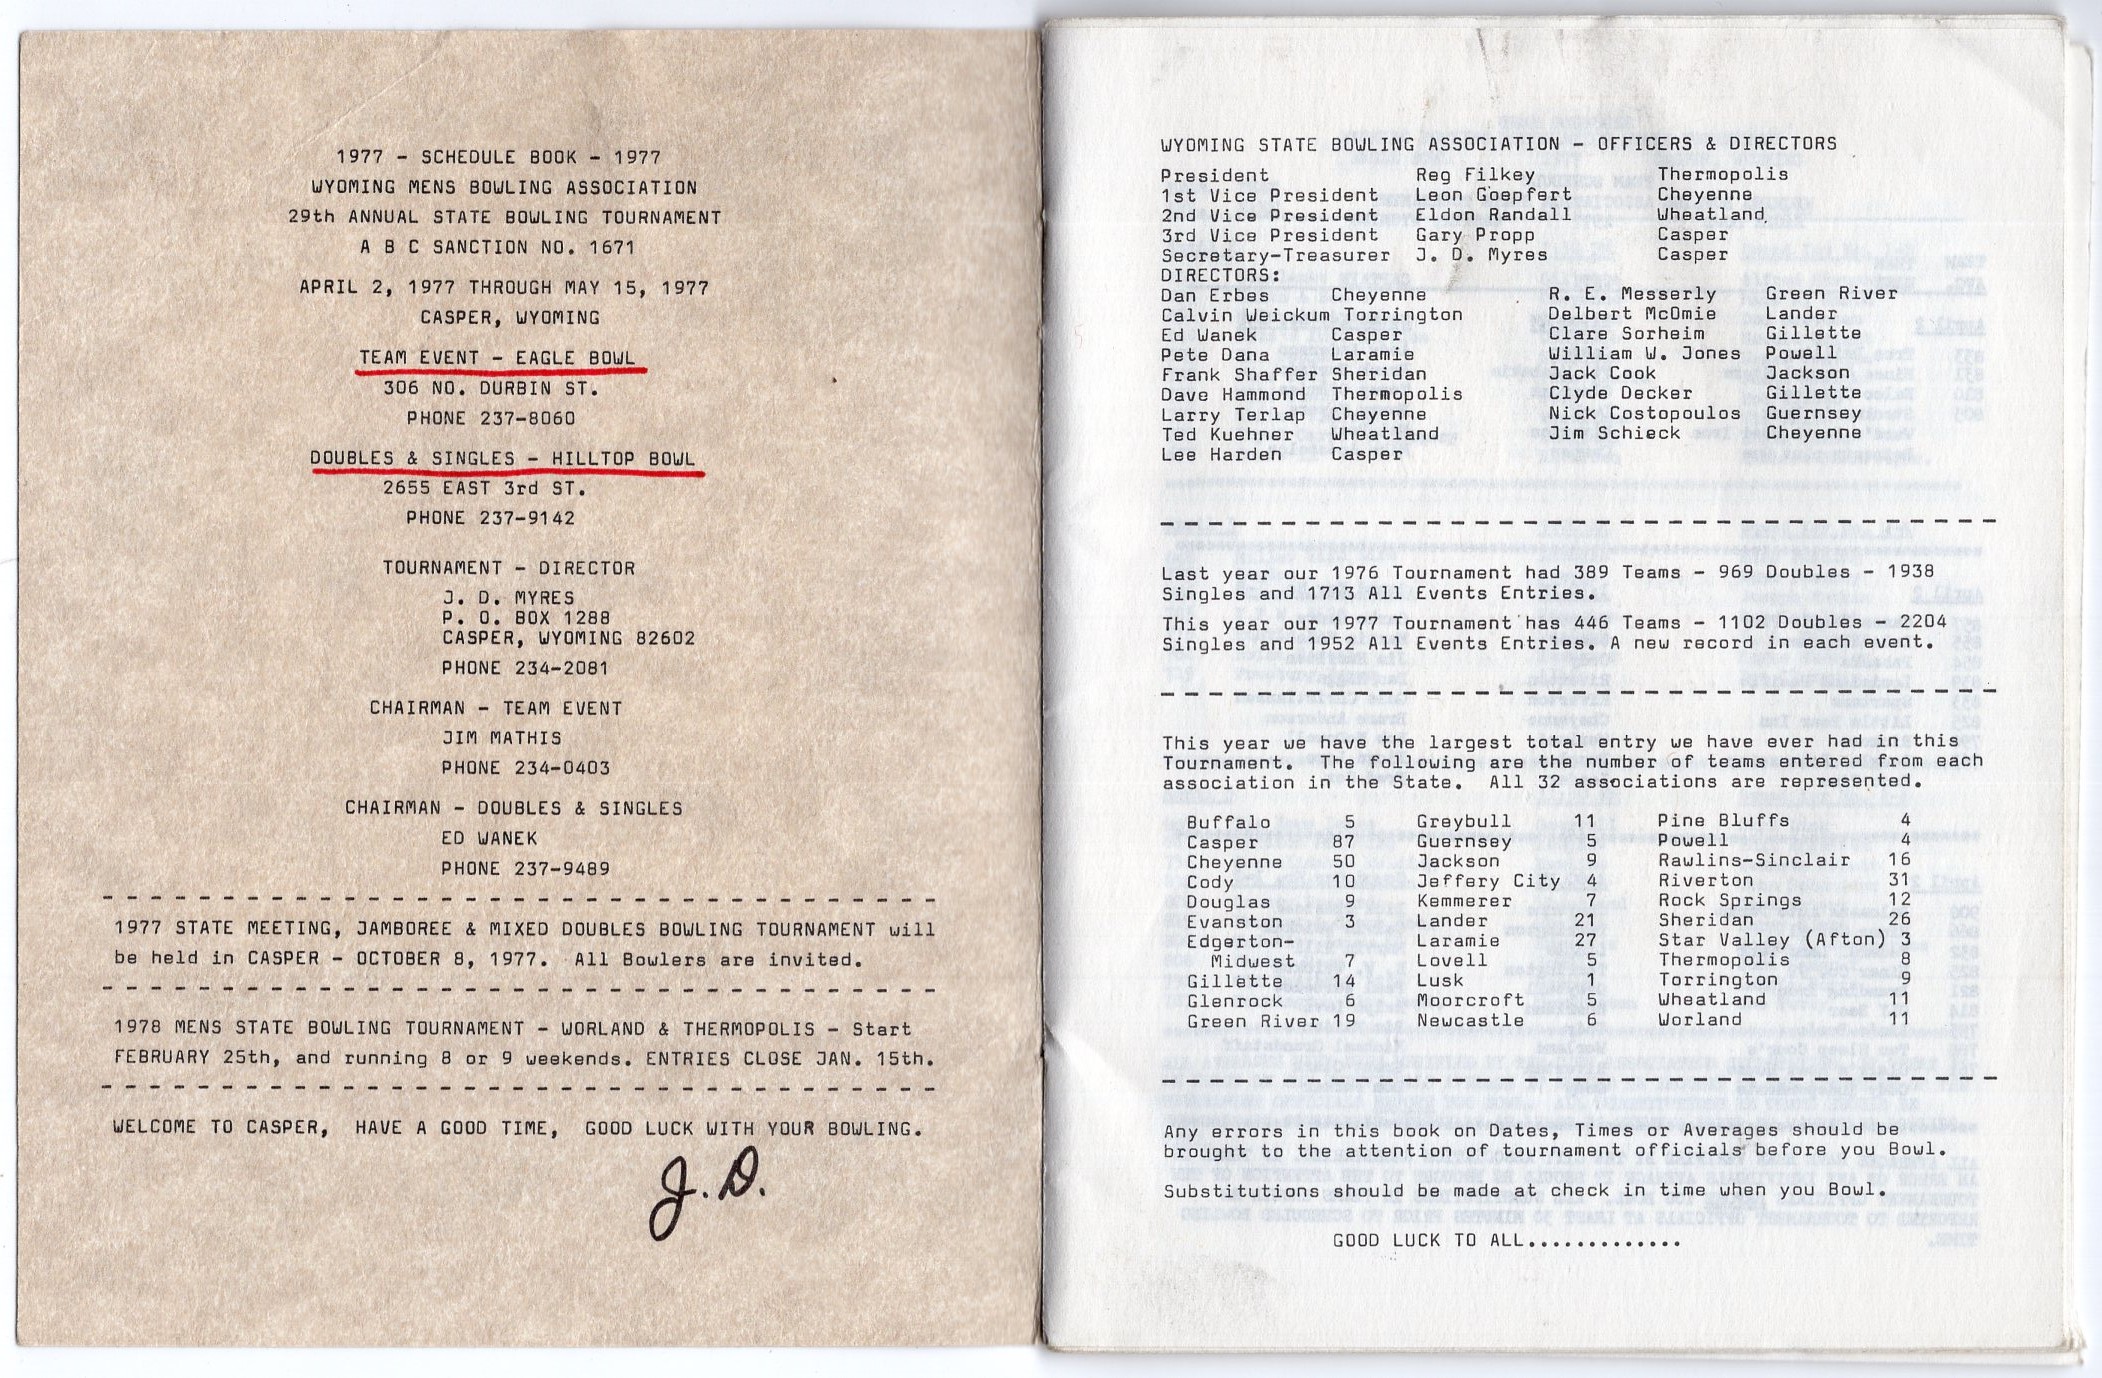 1977 - SCHEDULE BOOK - 1977
WYOMING MENS BOWLING ASSOCIATION
29th ANNUAL STATE BOWLING TOURNAMENT
A B C SANCTION NO. 1671
APRIL 2, 1977 THROUGH MAY 15, 1977
CASPER, WYOMING
TEAM EVENT - EAGLE BOWL
306 NO. DURBIN ST.
PHONE 237-8060
DOUBLES & SINGLES - HILLTOP BOWL
2655 EAST 3rd ST.
PHONE 237-9142
TOURNAMENT - DIRECTOR
J. D. MYRES
P. O. BOX 1288
CASPER, WYOMING 82602
PHONE 234-2081
CHAIRMAN - TEAM EVENT
JIM MATHIS
PHONE 234-0403
CHAIRMAN - DOUBLES & SINGLES
ED WANEK
PHONE 237-9489
1977 STATE MEETING, JAMBOREE & MIXED DOUBLES BOWLING TOURNAMENT will
be held in CASPER - OCTOBER 8, 1977. All Bowlers are invited.
1978 MENS STATE BOWLING TOURNAMENT - WORLAND & THERMOPOLIS - Start
FEBRUARY 25th, and running 8 or 9 weekends. ENTRIES CLOSE JAN. 15th.
WELCOME TO CASPER, HAVE A GOOD TIME, GOOD LUCK WITH YOUR BOWLING.
J.D.
WYOMING STATE BOWLING ASSOCIATION - OFFICERS & DIRECTORS
President Reg Filkey Thermopolis
1st Vice President Leon Goepfert Cheyenne
2nd Vice President Eldon Randall Wheatland
3rd Vice President Gary Propp Casper
Secretary-Treasurer J. D. Myres Casper
DIRECTORS:
Dan Erbes Cheyenne R. E. Messerly Green River
Calvin Weickum Torrington Delbert McOmie Lander
Ed Wanek Casper Clare Sorheim Gillette
Pete Dana Laramie William W. Jones Powell
Frank Shaffer Sheridan Jack Cook Jackson
Dave Hammond Thermopolis Clyde Decker Gillette
Larry Terlap Cheyenne Nick Costopoulos Guernsey
Ted Kuehner Wheatland Jim Schieck Cheyenne
Lee Harden Casper
Last year our 1976 Tournament had 389 Teams - 969 Doubles - 1938
Singles and 1713 All Events Entries.
This year our 1977 Tournament has 446 Teams - 1102 Doubles - 2204
Singles and 1952 All Events Entries. A new record in each event.
This year we have the largest total entry we have ever had in this
Tournament. The following are the number of teams entered from each
association in the State. All 32 associations are represented.
Buffalo 5 Greybull 11 Pine Bluffs 4
Casper 87 Guernsey 5 Powell 4
Cheyenne 50 Jackson 9 Rawlins-Sinclair 16
Cody 10 Jeffery City 4 Riverton 31
Douglas 9 Kemmerer 7 Rock Springs 12
Evanston 3 Lander 21 Sheridan 26
Edgerton- Laramie 27 Star Valley (Afton) 3
Midwest 7 Lovell 5 Thermopolis 8
Gillette 14 Lusk 1 Torrington 9
Glenrock 6 Moorcroft 5 Wheatland 11
Green River 19 Newcastle 6 Worland 11
Any errors in this book on Dates, Times or Averages should be
brought to the attention of tournament officials before you Bowl.
Substitutions should be made at check in time when you Bowl.
GOOD LUCK TO ALL.............